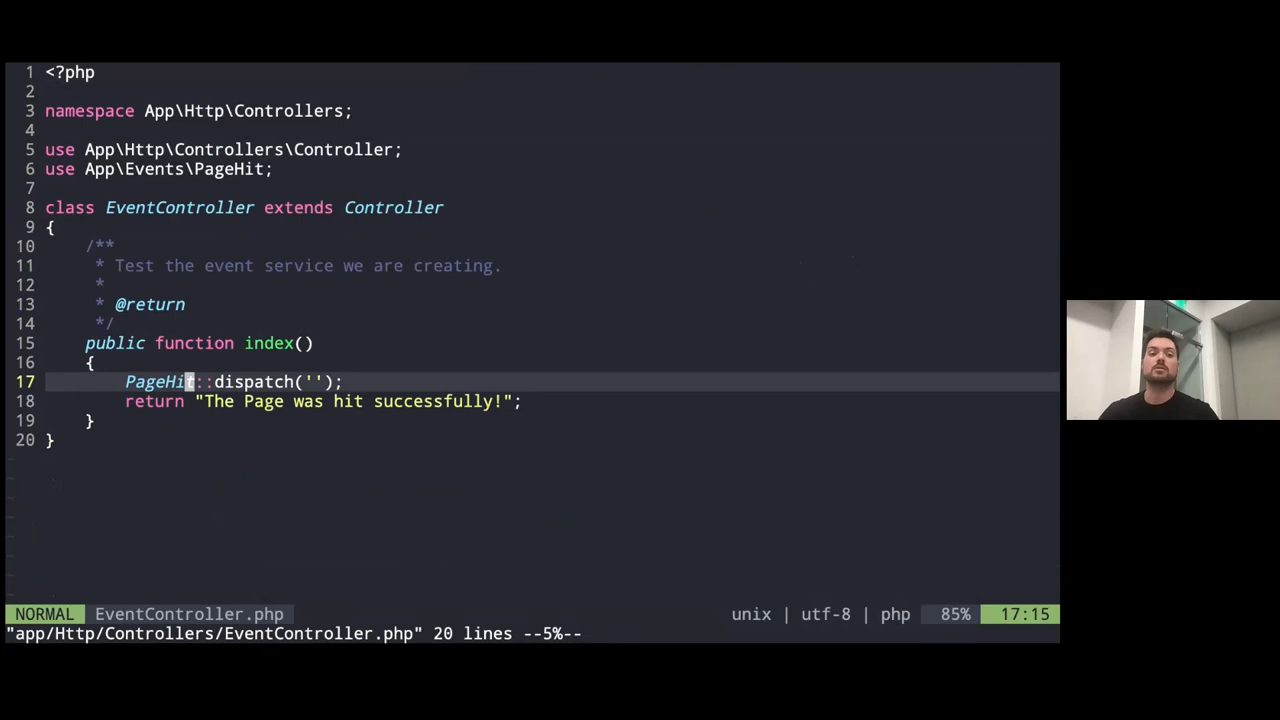 1 <?php
2
3 namespace App\Http\Controllers;
4
5 use App\Http\Controllers\Controller;
6 use App\Events\PageHit;
7
8 class EventController extends Controller
9 {
10     /**
11      * Test the event service we are creating.
12      *
13      * @return
14      */
15     public function index()
16     {
17         PageHit::dispatch('');
18         return "The Page was hit successfully!";
19     }
20 }
~
~
~
~
~
~
~
NORMAL EventController.php unix | utf-8 | php 85% 17:15
"app/Http/Controllers/EventController.php" 20 lines --5%--